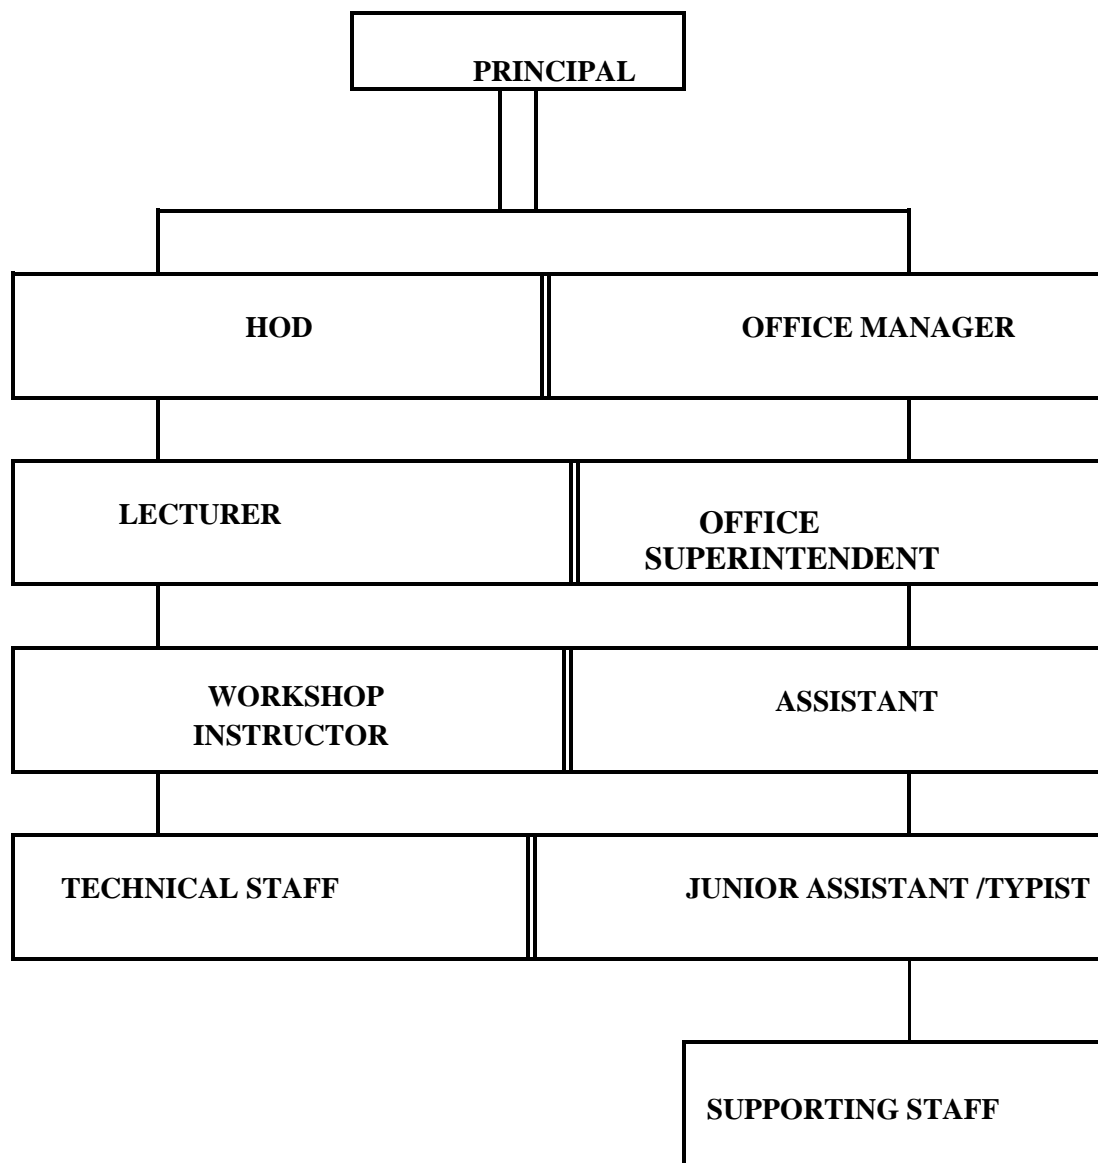 PRINCIPAL
HOD
OFFICE MANAGER
LECTURER
OFFICE
SUPERINTENDENT
WORKSHOP
INSTRUCTOR
ASSISTANT
TECHNICAL STAFF
JUNIOR ASSISTANT /TYPIST
SUPPORTING STAFF